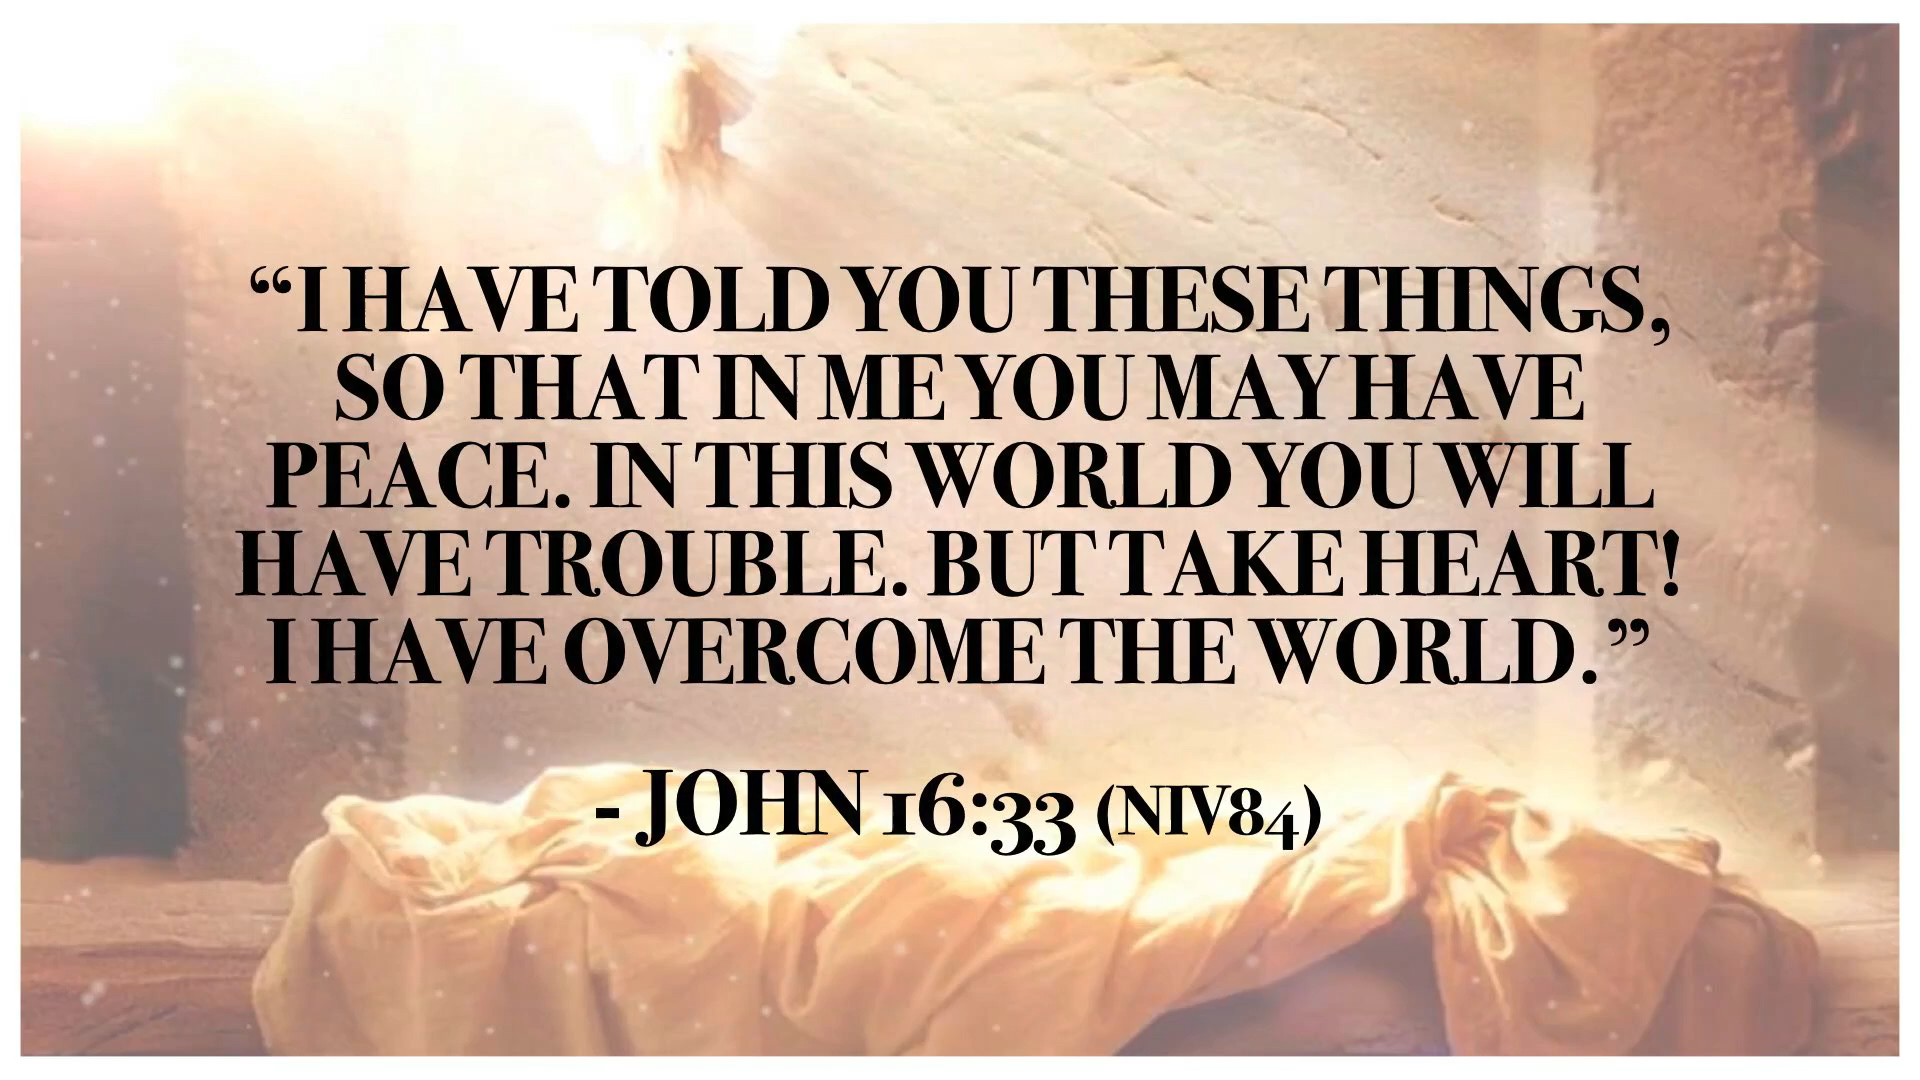 “I HAVE TOLD YOU THESE THINGS,
SO THAT IN ME YOU MAY HAVE
PEACE. IN THIS WORLD YOU WILL
HAVE TROUBLE. BUT TAKE HEART!
I HAVE OVERCOME THE WORLD.”
- JOHN 16:33 (NIV84)